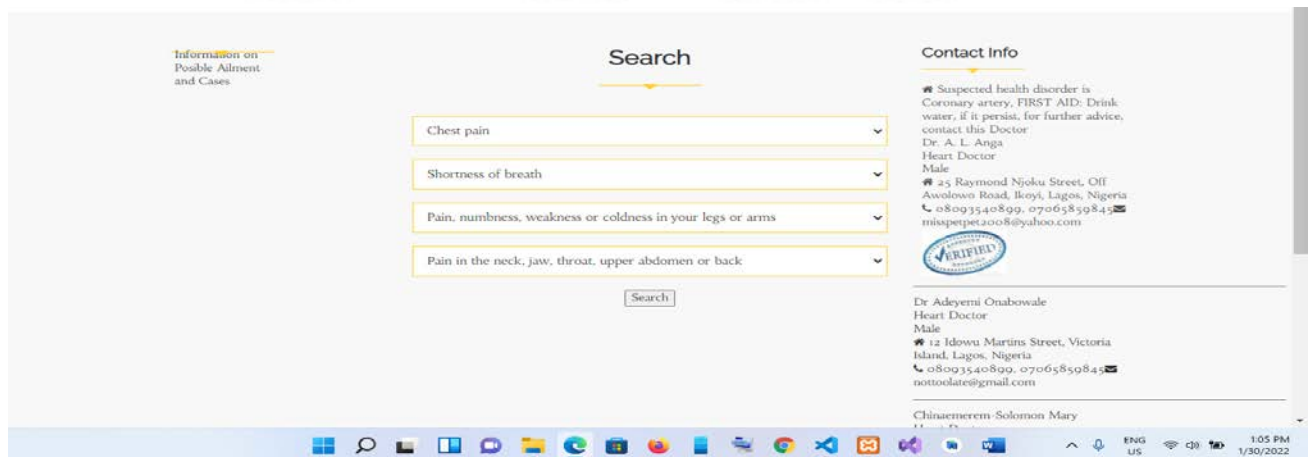 Information on
Posible Ailment
and Cases
Search
Chest pain
Shortness of breath
Pain, numbness, weakness or coldness in your legs or arms
Pain in the neck, jaw, throat, upper abdomen or back
Search
Contact Info
Suspected health disorder is
Coronary artery, FIRST AID: Drink
water, if it persist, for further advice,
contact this Doctor
Dr. A. L. Anga
Heart Doctor
Male
25 Raymond Njoku Street, Off
Awolowo Road, Ikoyi, Lagos, Nigeria
08093540899, 07065859845
misspetpet2008@yahoo.com
VERIFIED
Dr Adeyemi Onabowale
Heart Doctor
Male
12 Idowu Martins Street, Victoria
Island, Lagos, Nigeria
08093540899, 07065859845
nottoolate@gmail.com
Chinaemerem-Solomon Mary
ENG
US
1:05 PM
1/30/2022